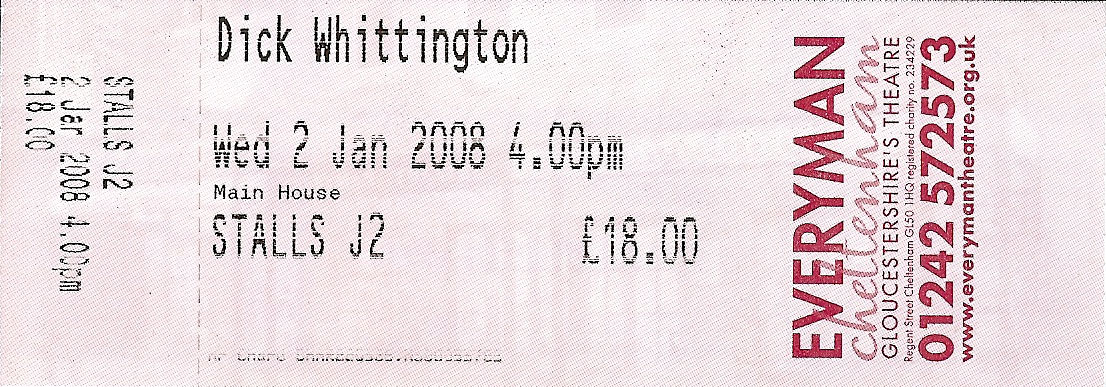 STALLS J2
2 Jan 2008 4.00pm
£18.00
Dick Whittington
Wed 2 Jan 2008 4.00pm
Main House
STALLS J2 £18.00
EVERYMAN
cheltenham
GLOUCESTERSHIRE'S THEATRE
Regent Street Cheltenham GL50 1HQ registered charity no. 234229
01242 572573
www.everymantheatre.org.uk